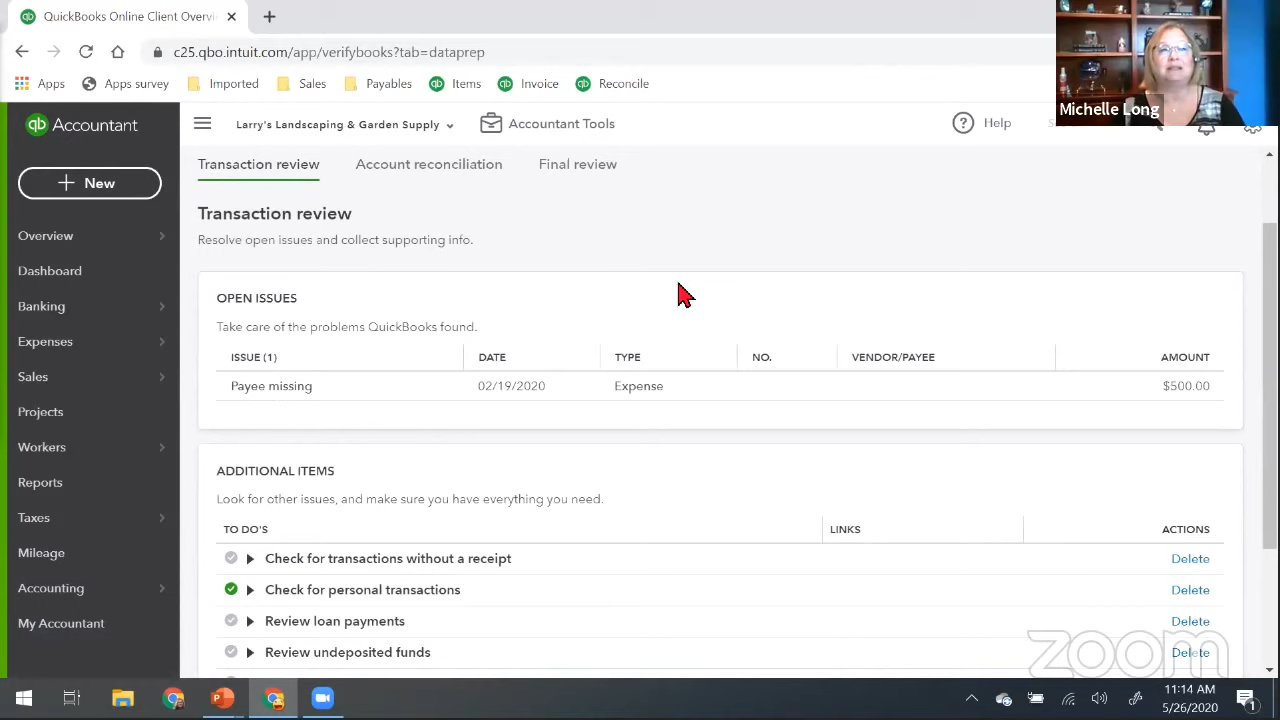 QuickBooks Online Client Overvi
c25.qbo.intuit.com/app/verifybooks?tab=dataprep
Apps Apps survey Imported Sales Payables Items Invoice Reconcile
Michelle Long
qb Accountant
Larry's Landscaping & Garden Supply
Accountant Tools
Help
New
Overview
Dashboard
Banking
Expenses
Sales
Projects
Workers
Reports
Taxes
Mileage
Accounting
My Accountant
Transaction review Account reconciliation Final review
Transaction review
Resolve open issues and collect supporting info.
OPEN ISSUES
Take care of the problems QuickBooks found.
ISSUE (1) DATE TYPE NO. VENDOR/PAYEE AMOUNT
Payee missing 02/19/2020 Expense $500.00
ADDITIONAL ITEMS
Look for other issues, and make sure you have everything you need.
TO DO'S LINKS ACTIONS
Check for transactions without a receipt Delete
Check for personal transactions Delete
Review loan payments Delete
Review undeposited funds Delete
zoom
11:14 AM
5/26/2020
1